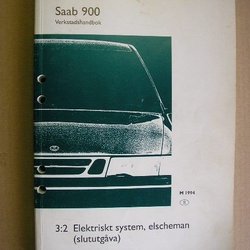 Saab 900
Verkstadshandbok
M 1994
3:2 Elektriskt system, elscheman
(slututgåva)